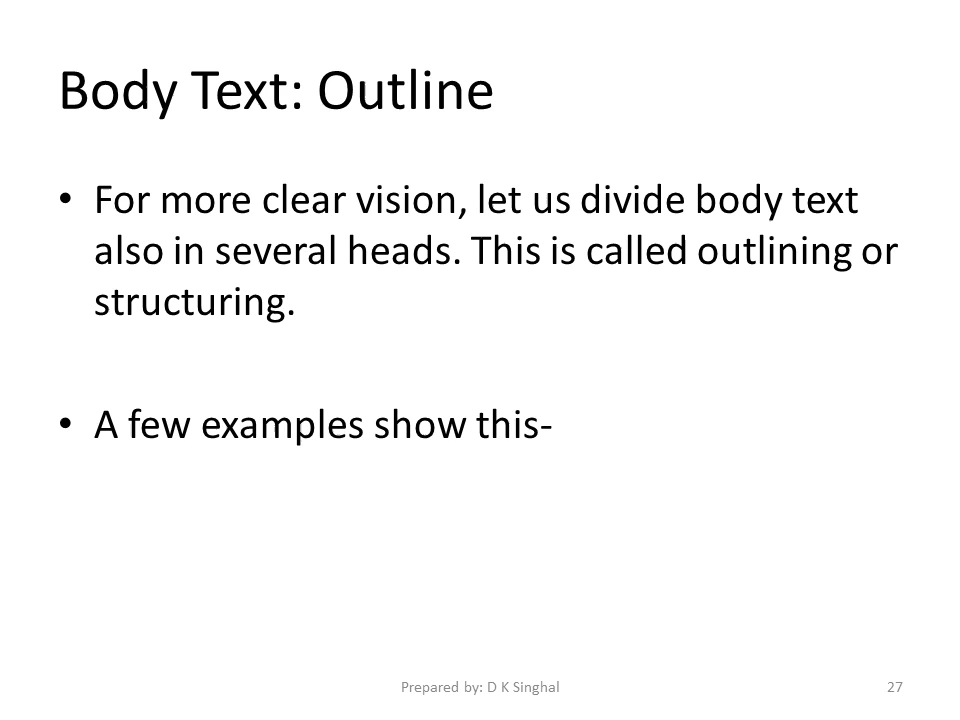 Body Text: Outline
• For more clear vision, let us divide body text
also in several heads. This is called outlining or
structuring.
• A few examples show this-
Prepared by: D K Singhal
27